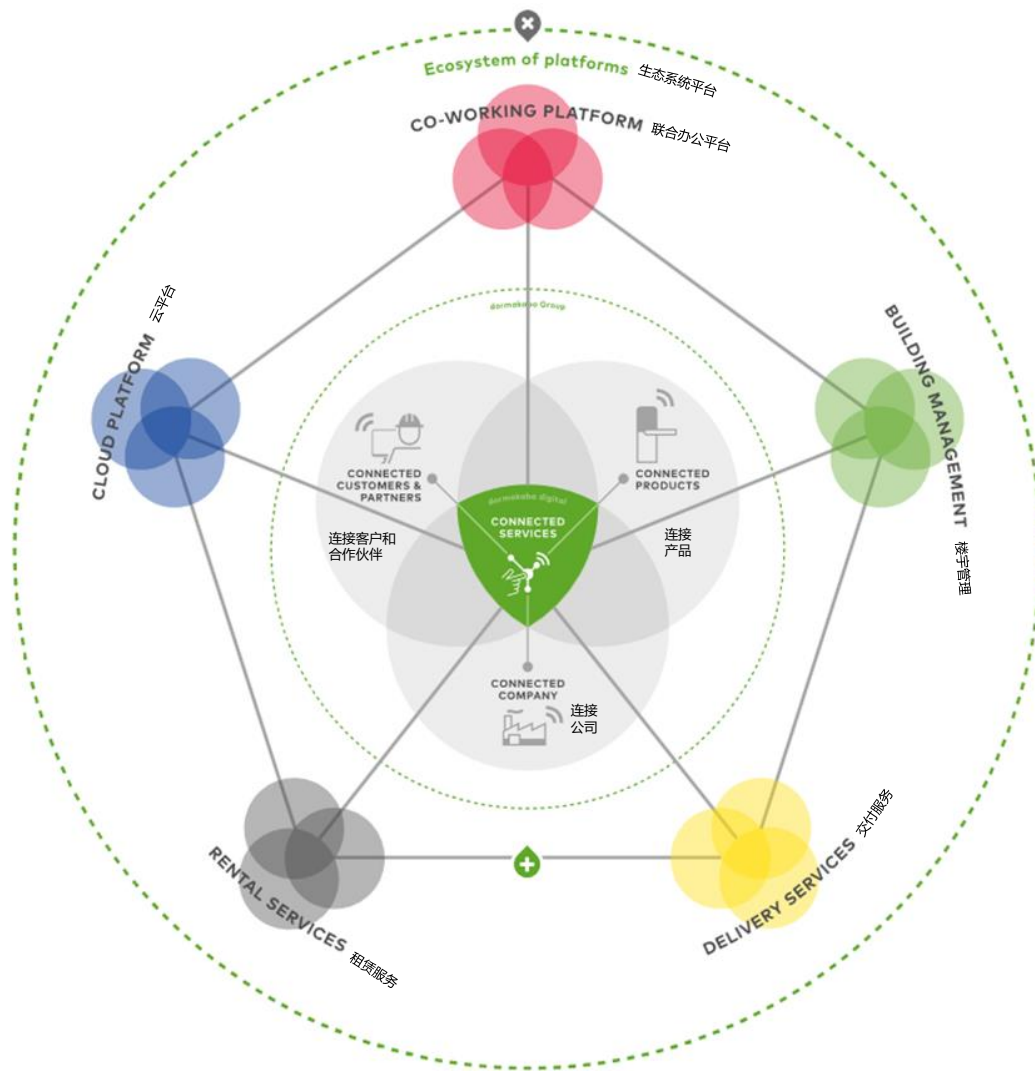 Ecosystem of platforms 生态系统平台
CO-WORKING PLATFORM 联合办公平台
CLOUD PLATFORM 云平台
BUILDING MANAGEMENT 楼宇管理
dormakaba Group
CONNECTED
CUSTOMERS &
PARTNERS
连接客户和
合作伙伴
CONNECTED
PRODUCTS
连接
产品
dormakaba digital
CONNECTED
SERVICES
CONNECTED
COMPANY
连接
公司
RENTAL SERVICES 租赁服务
DELIVERY SERVICES 交付服务